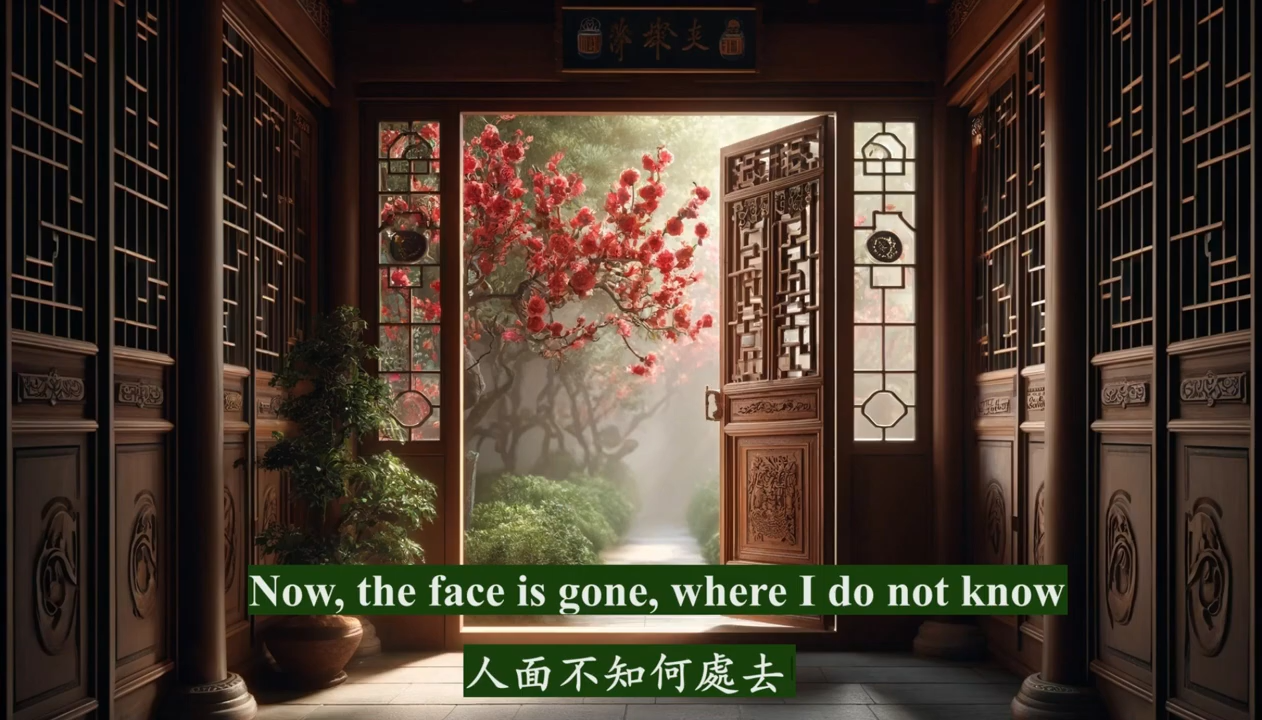 Now, the face is gone, where I do not know
人面不知何處去